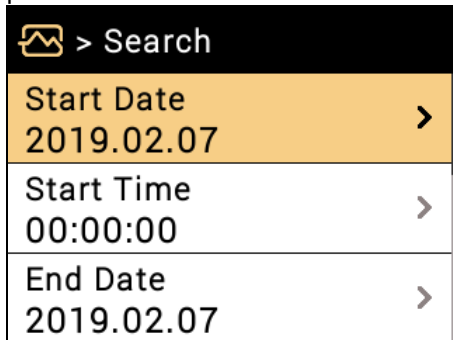 > Search
Start Date
2019.02.07
Start Time
00:00:00
End Date
2019.02.07